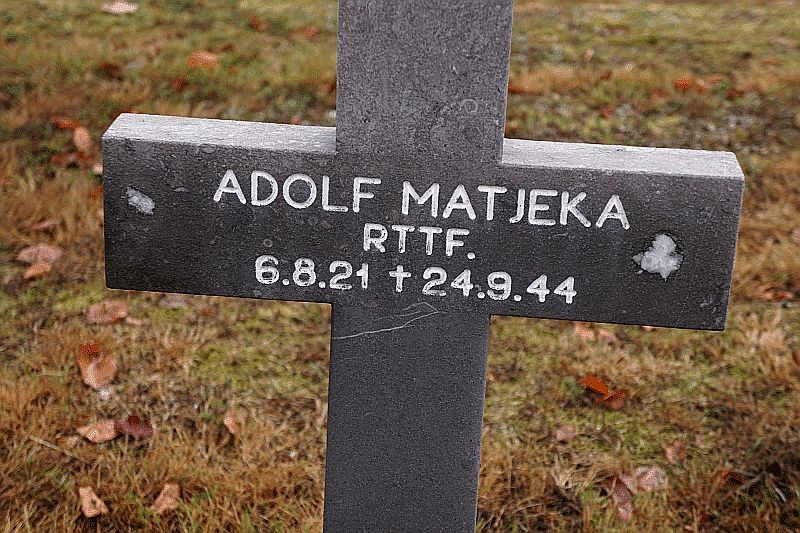 ADOLF MATJEKA
RTTF.
6.8.21 † 24.9.44